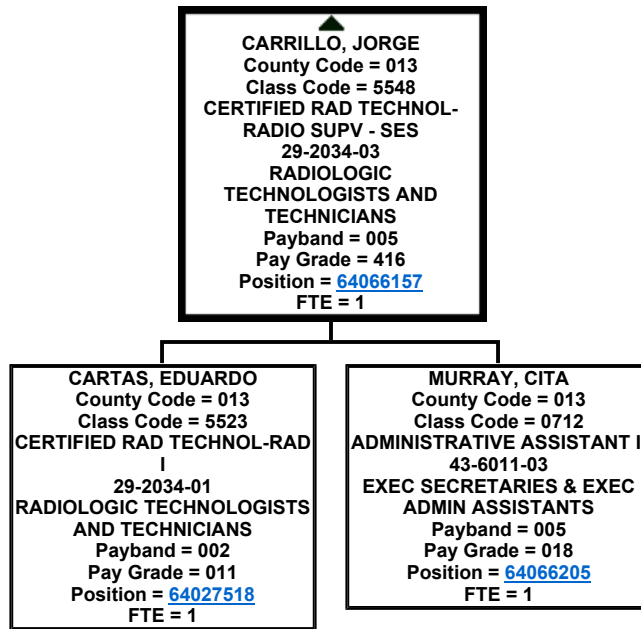 CARRILLO, JORGE
County Code = 013
Class Code = 5548
CERTIFIED RAD TECHNOL-
RADIO SUPV - SES
29-2034-03
RADIOLOGIC
TECHNOLOGISTS AND
TECHNICIANS
Payband = 005
Pay Grade = 416
Position = 64066157
FTE = 1
CARTAS, EDUARDO
County Code = 013
Class Code = 5523
CERTIFIED RAD TECHNOL-RAD
I
29-2034-01
RADIOLOGIC TECHNOLOGISTS
AND TECHNICIANS
Payband = 002
Pay Grade = 011
Position = 64027518
FTE = 1
MURRAY, CITA
County Code = 013
Class Code = 0712
ADMINISTRATIVE ASSISTANT I
43-6011-03
EXEC SECRETARIES & EXEC
ADMIN ASSISTANTS
Payband = 005
Pay Grade = 018
Position = 64066205
FTE = 1